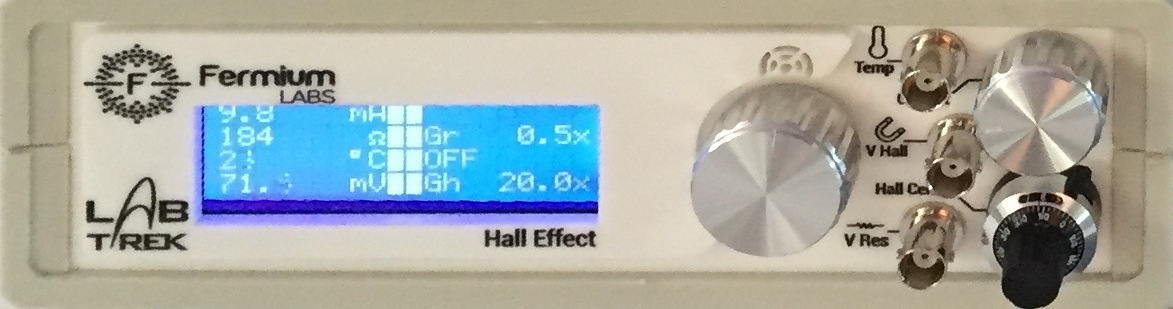 F
Fermium
LABS
LAB
TREK
9.8 mA
184 Ω Gr 0.5x
°C OFF
mV Gh 20.0x
Hall Effect
Temp
V Hall
Hall
V Res